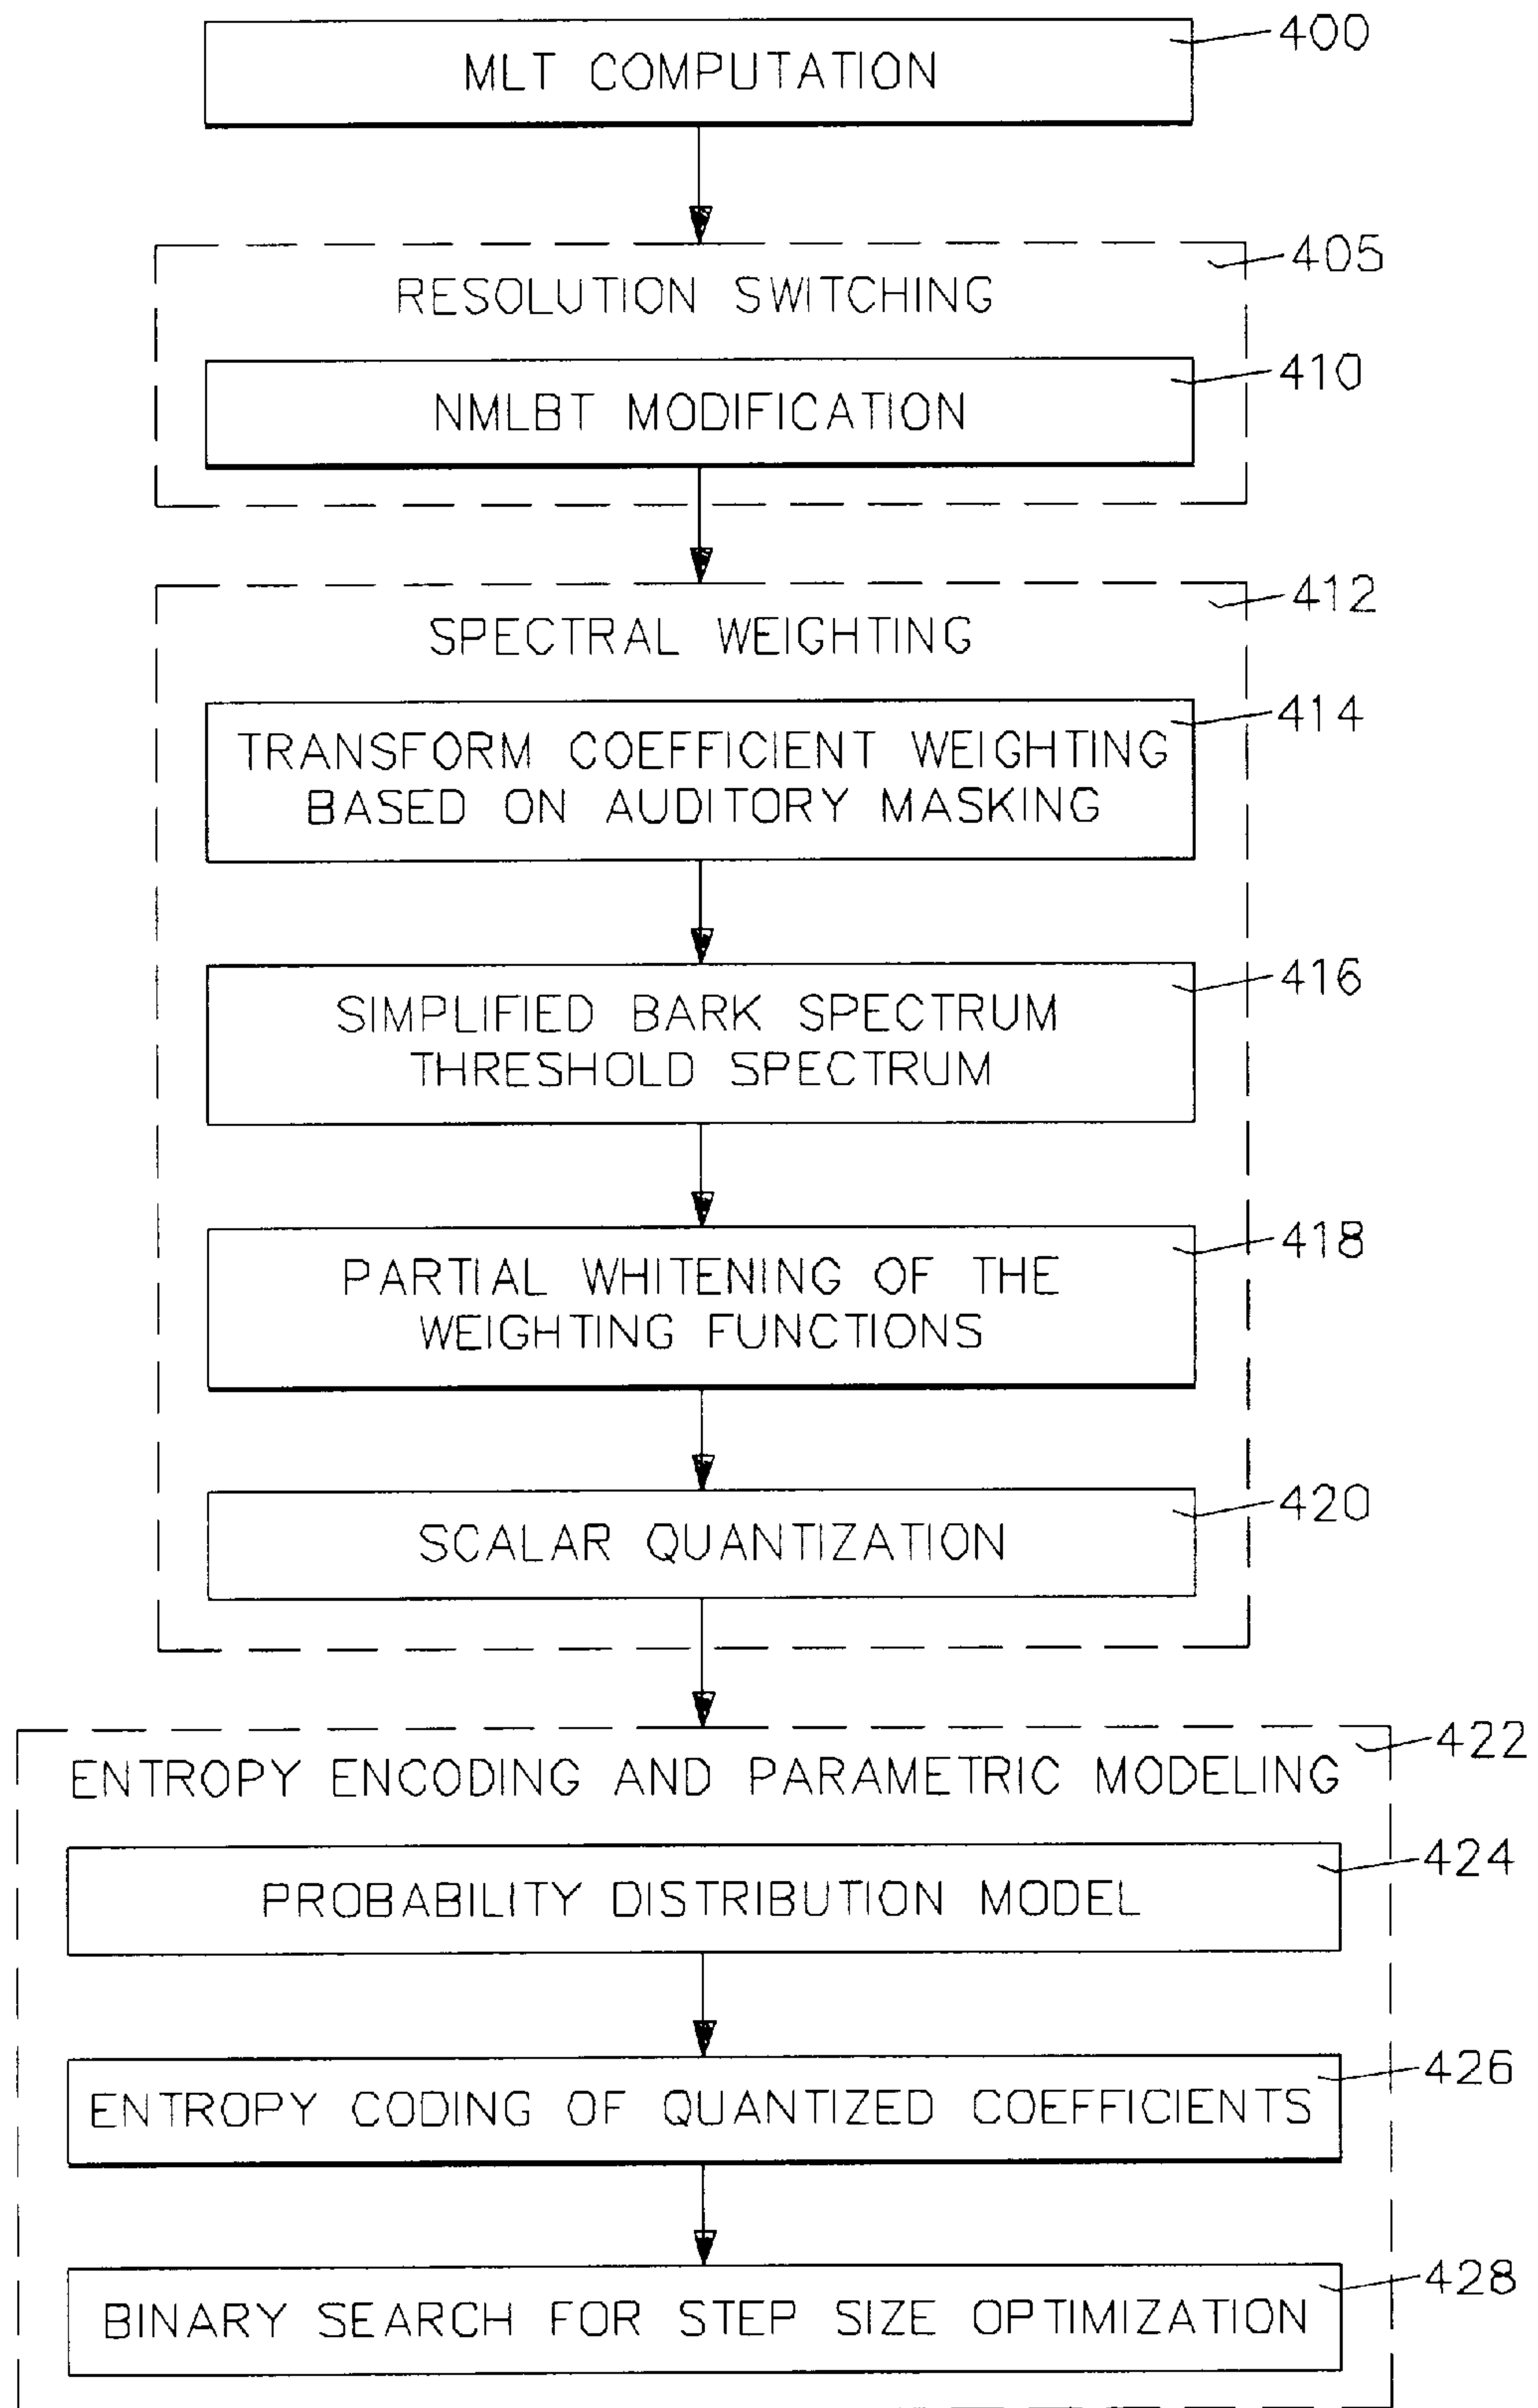 400
MLT COMPUTATION
405
RESOLUTION SWITCHING
410
NMLBT MODIFICATION
412
SPECTRAL WEIGHTING
414
TRANSFORM COEFFICIENT WEIGHTING
BASED ON AUDITORY MASKING
416
SIMPLIFIED BARK SPECTRUM
THRESHOLD SPECTRUM
418
PARTIAL WHITENING OF THE
WEIGHTING FUNCTIONS
420
SCALAR QUANTIZATION
422
ENTROPY ENCODING AND PARAMETRIC MODELING
424
PROBABILITY DISTRIBUTION MODEL
426
ENTROPY CODING OF QUANTIZED COEFFICIENTS
428
BINARY SEARCH FOR STEP SIZE OPTIMIZATION